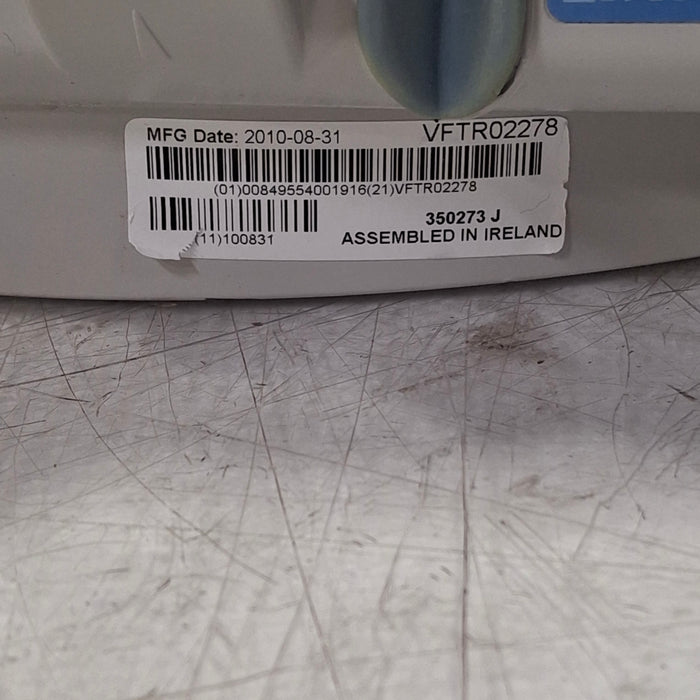 MFG Date: 2010-08-31
VFTR02278
(01)00849554001916(21)VFTR02278
(11)100831
350273 J
ASSEMBLED IN IRELAND